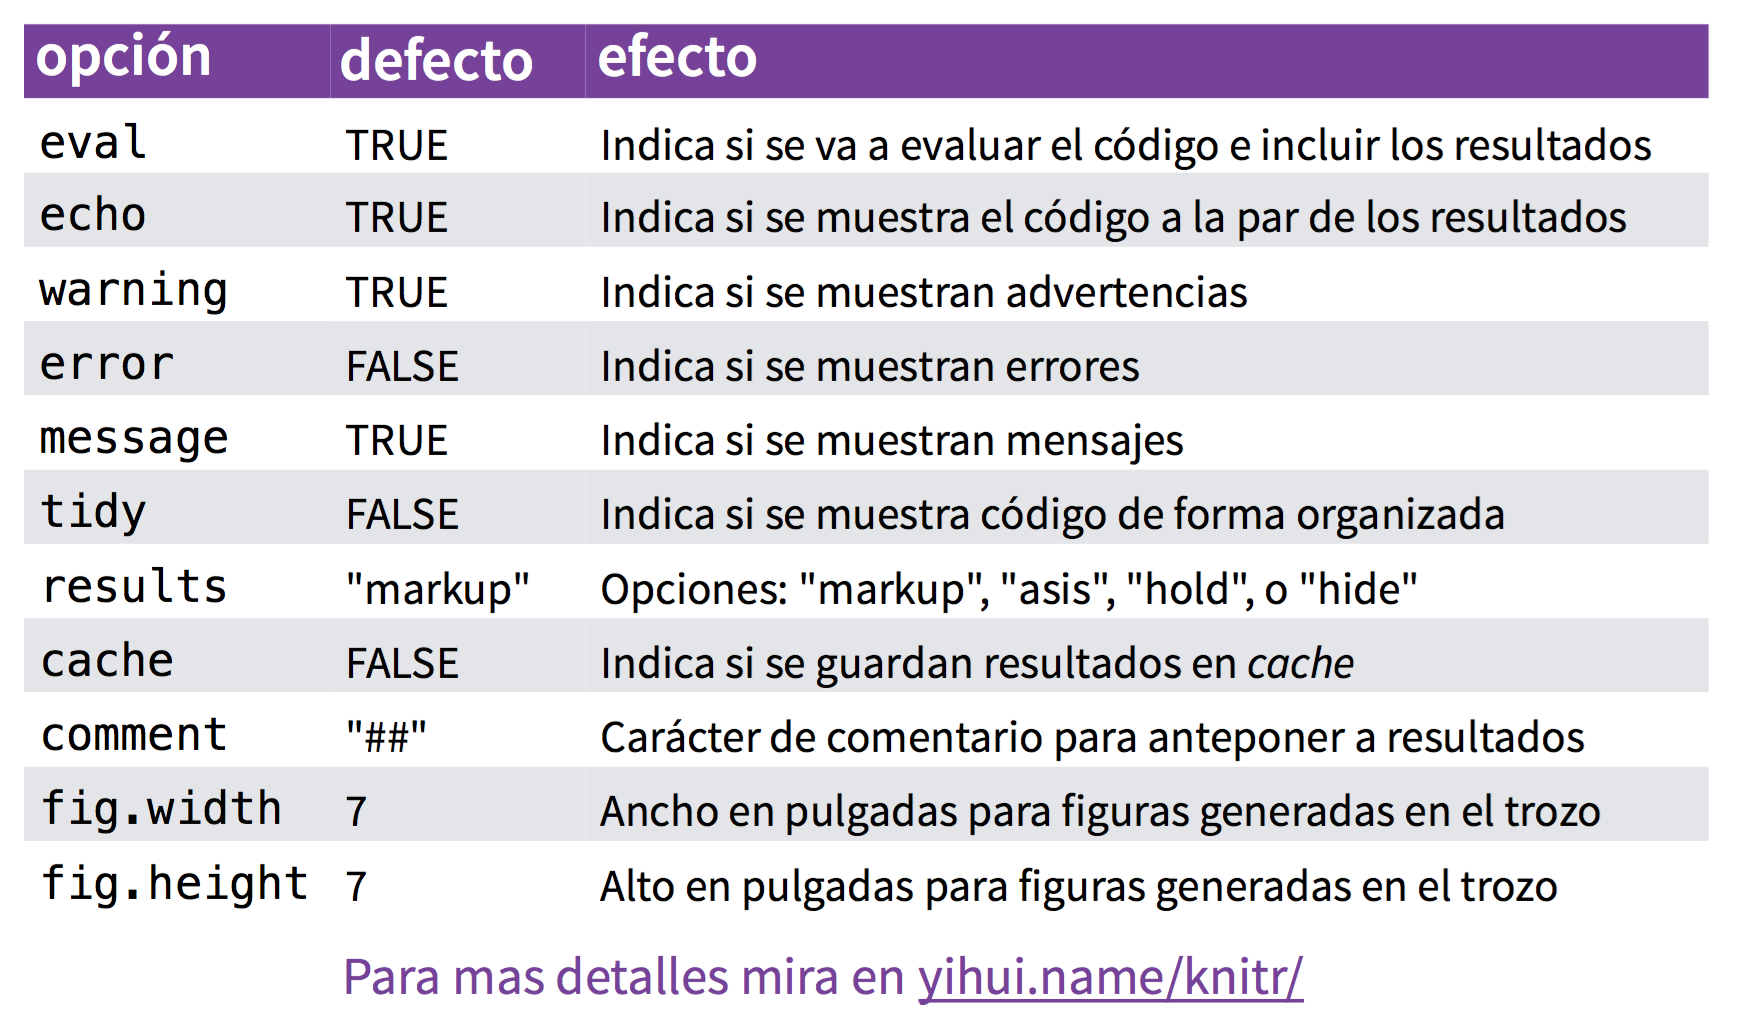 opción defecto efecto
eval TRUE Indica si se va a evaluar el código e incluir los resultados
echo TRUE Indica si se muestra el código a la par de los resultados
warning TRUE Indica si se muestran advertencias
error FALSE Indica si se muestran errores
message TRUE Indica si se muestran mensajes
tidy FALSE Indica si se muestra código de forma organizada
results "markup" Opciones: "markup", "asis", "hold", o "hide"
cache FALSE Indica si se guardan resultados en cache
comment "##" Carácter de comentario para anteponer a resultados
fig.width 7 Ancho en pulgadas para figuras generadas en el trozo
fig.height 7 Alto en pulgadas para figuras generadas en el trozo
Para mas detalles mira en yihui.name/knitr/